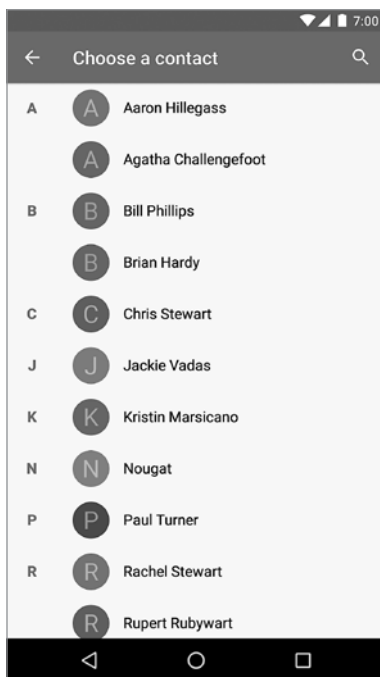 7:00
Choose a contact
A A Aaron Hillegass
A Agatha Challengefoot
B B Bill Phillips
B Brian Hardy
C C Chris Stewart
J J Jackie Vadas
K K Kristin Marsicano
N N Nougat
P P Paul Turner
R R Rachel Stewart
R Rupert Rubywart